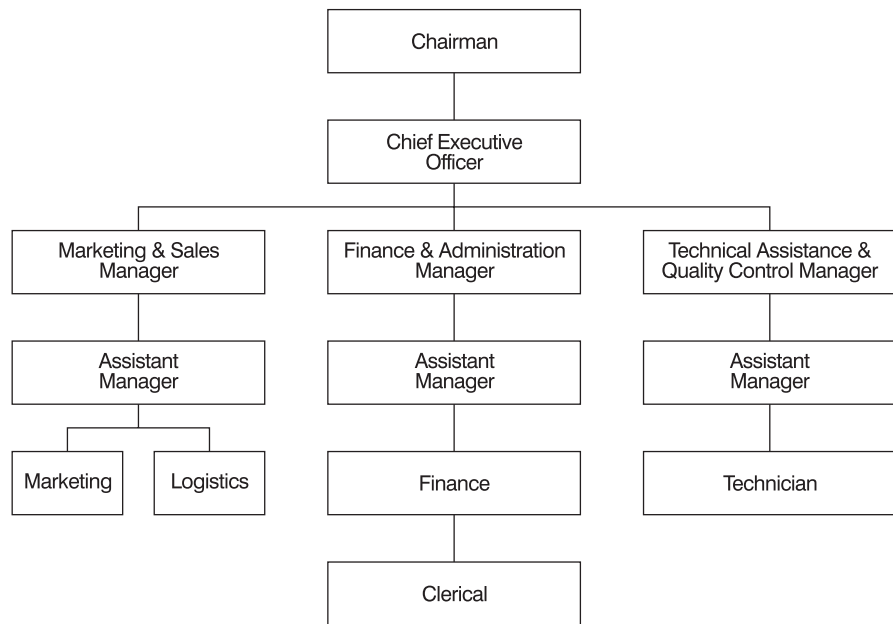 Chairman
Chief Executive
Officer
Marketing & Sales
Manager
Finance & Administration
Manager
Technical Assistance &
Quality Control Manager
Assistant
Manager
Assistant
Manager
Assistant
Manager
Marketing
Logistics
Finance
Technician
Clerical